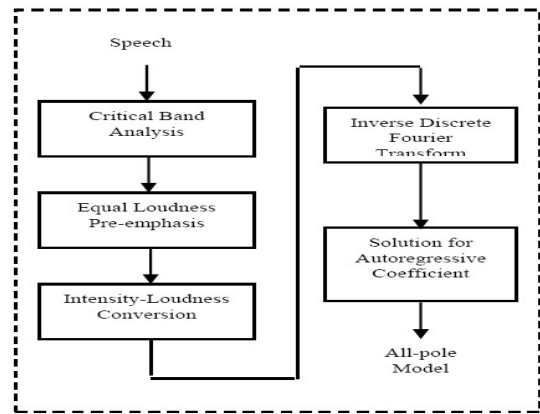 Speech
Critical Band
Analysis
Equal Loudness
Pre-emphasis
Intensity-Loudness
Conversion
Inverse Discrete
Fourier
Transform
Solution for
Autoregressive
Coefficient
All-pole
Model